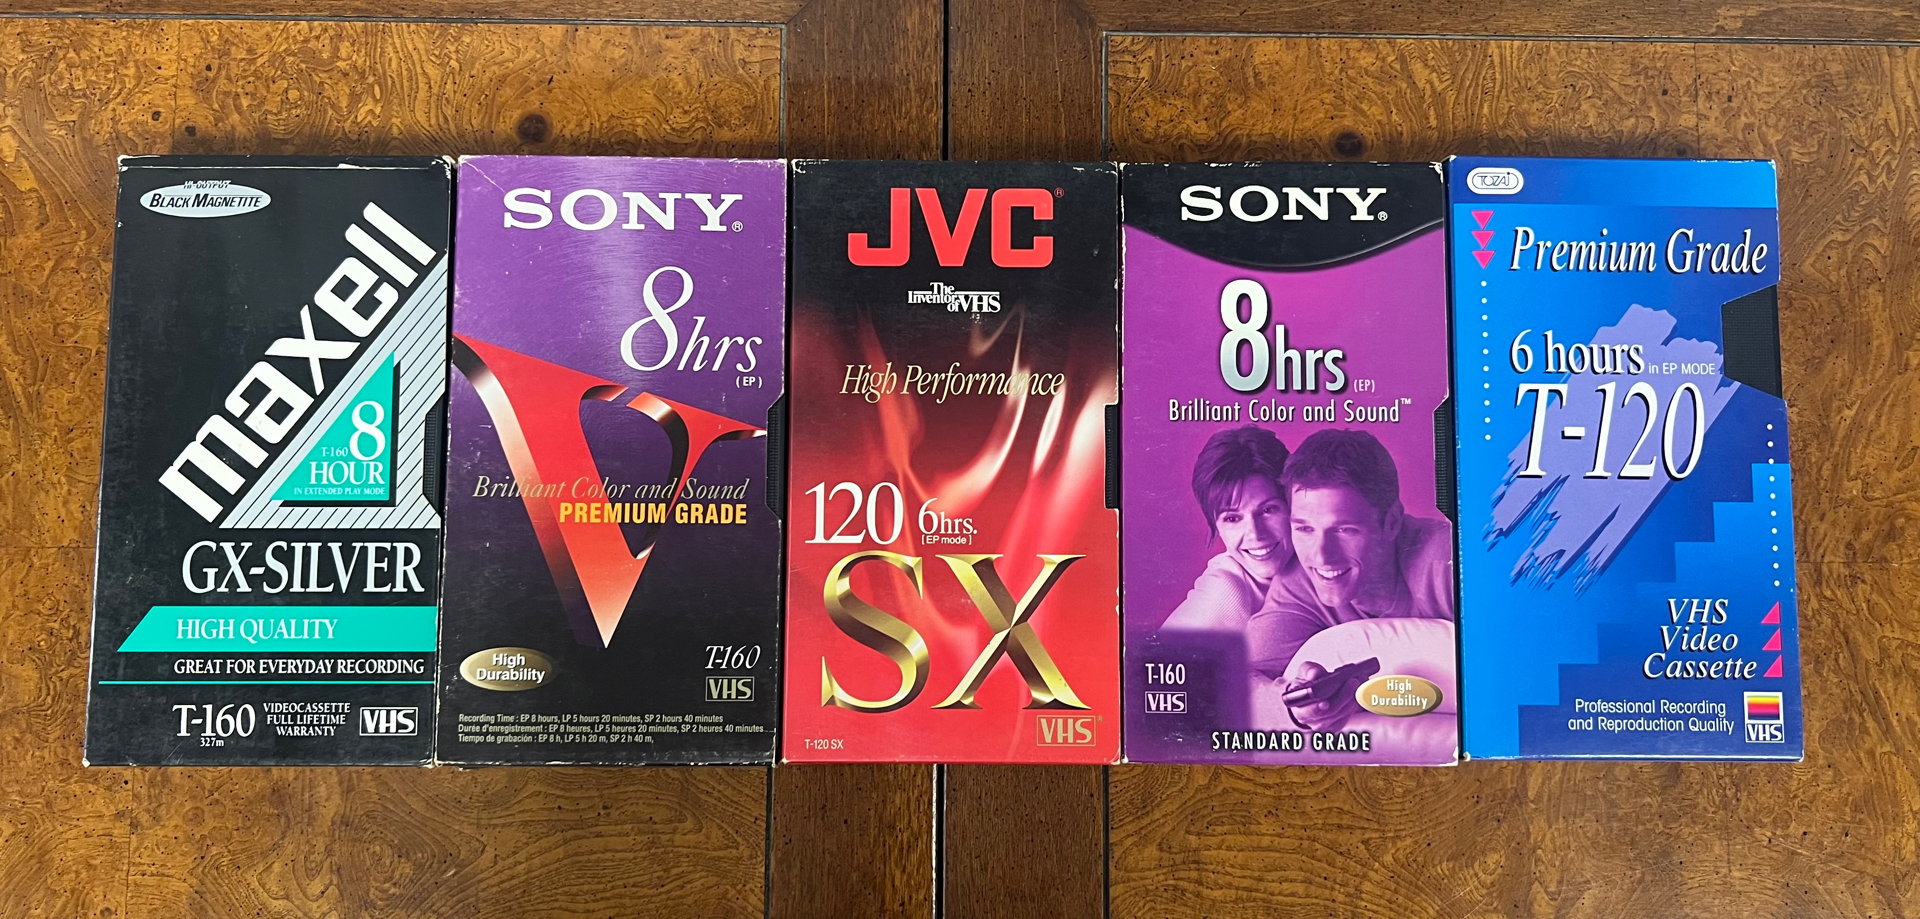 HI-OUTPUT
BLACK MAGNETITE
maxell
T-160 8
HOUR
IN EXTENDED PLAY MODE
GX-SILVER
HIGH QUALITY
GREAT FOR EVERYDAY RECORDING
T-160
327m
VIDEOCASSETTE
FULL LIFETIME
WARRANTY
VHS
SONY®
8hrs
(EP)
V
Brilliant Color and Sound
PREMIUM GRADE
High
Durability
T-160
VHS
Recording Time : EP 8 hours, LP 5 hours 20 minutes, SP 2 hours 40 minutes
Durée d'enregistrement : EP 8 heures, LP 5 heures 20 minutes, SP 2 heures 40 minutes
Tiempo de grabación : EP 8 h, LP 5 h 20 m, SP 2 h 40 m,
JVC®
The
Inventor
of VHS
High Performance
120 6hrs.
[EP mode]
SX
VHS®
T-120 SX
SONY®
8hrs (EP)
Brilliant Color and Sound™
T-160
VHS
High
Durability
STANDARD GRADE
TOZAI
Premium Grade
6 hours in EP MODE
T-120
VHS
Video
Cassette
Professional Recording
and Reproduction Quality
VHS